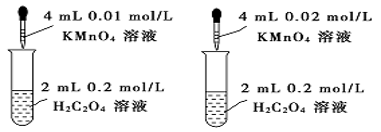 4 mL 0.01 mol/L
KMnO₄ 溶液
2 mL 0.2 mol/L
H₂C₂O₄ 溶液
4 mL 0.02 mol/L
KMnO₄ 溶液
2 mL 0.2 mol/L
H₂C₂O₄ 溶液